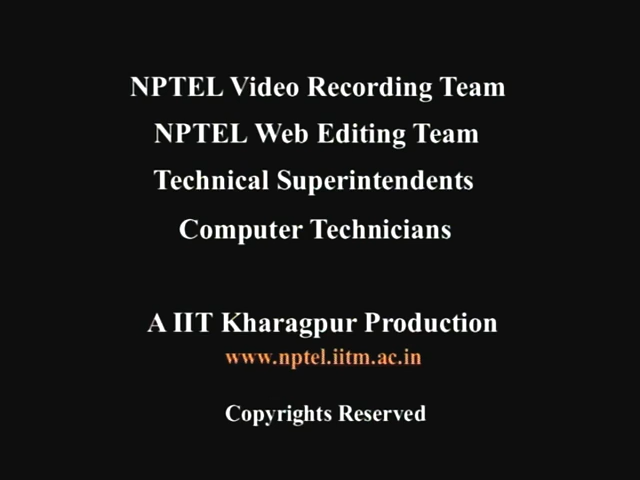 NPTEL Video Recording Team
NPTEL Web Editing Team
Technical Superintendents
Computer Technicians
A IIT Kharagpur Production
www.nptel.iitm.ac.in
Copyrights Reserved